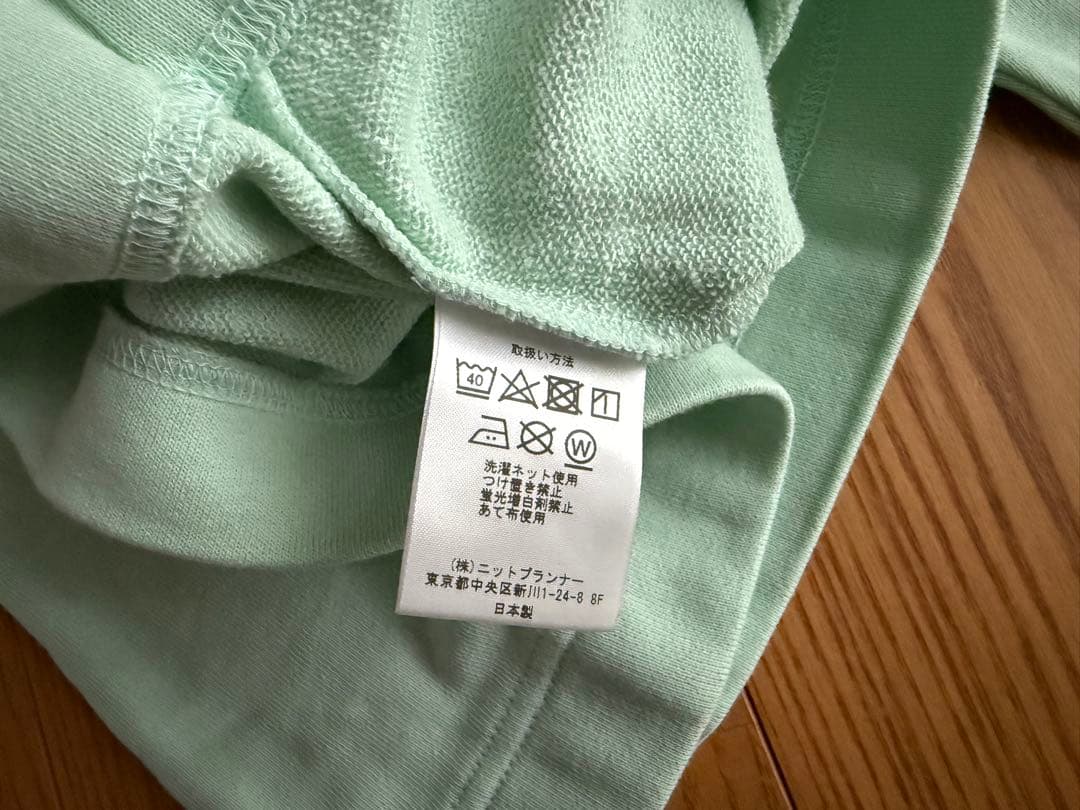 取扱い方法
40
W
洗濯ネット使用
つけ置き禁止
蛍光増白剤禁止
あて布使用
(株)ニットプランナー
東京都中央区新川1-24-8 8F
日本製